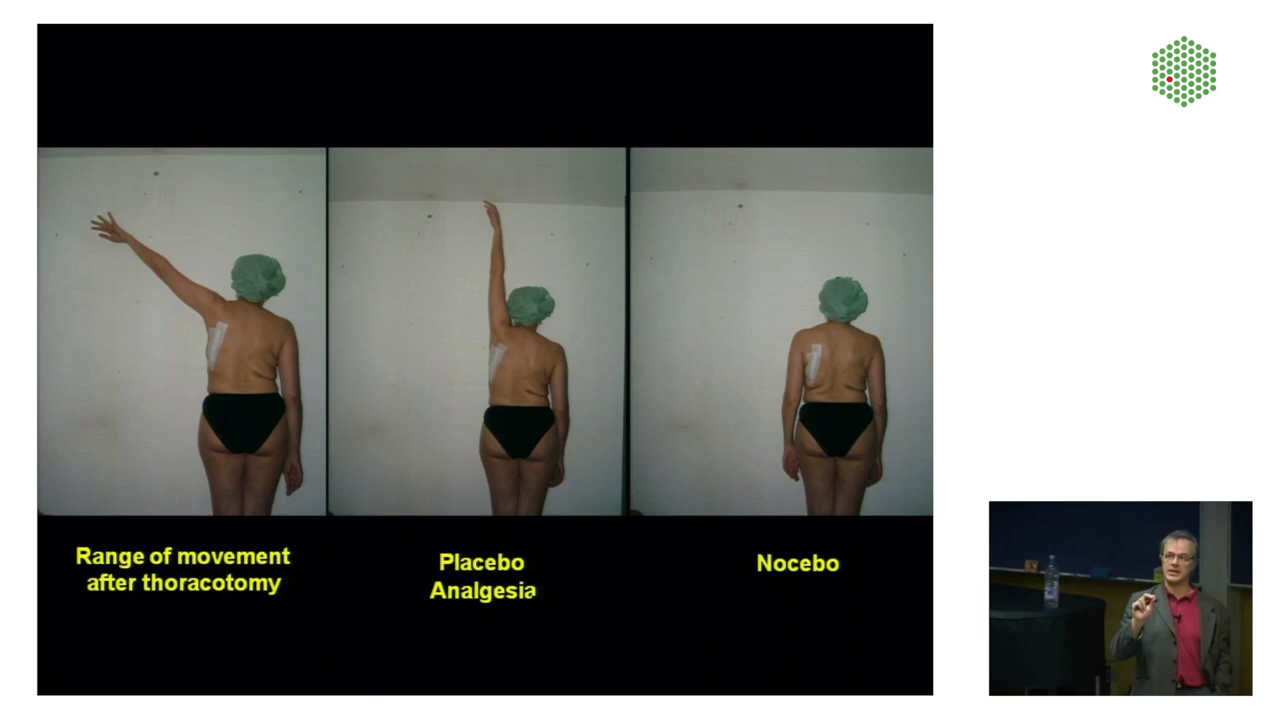 Range of movement
after thoracotomy
Placebo
Analgesia
Nocebo